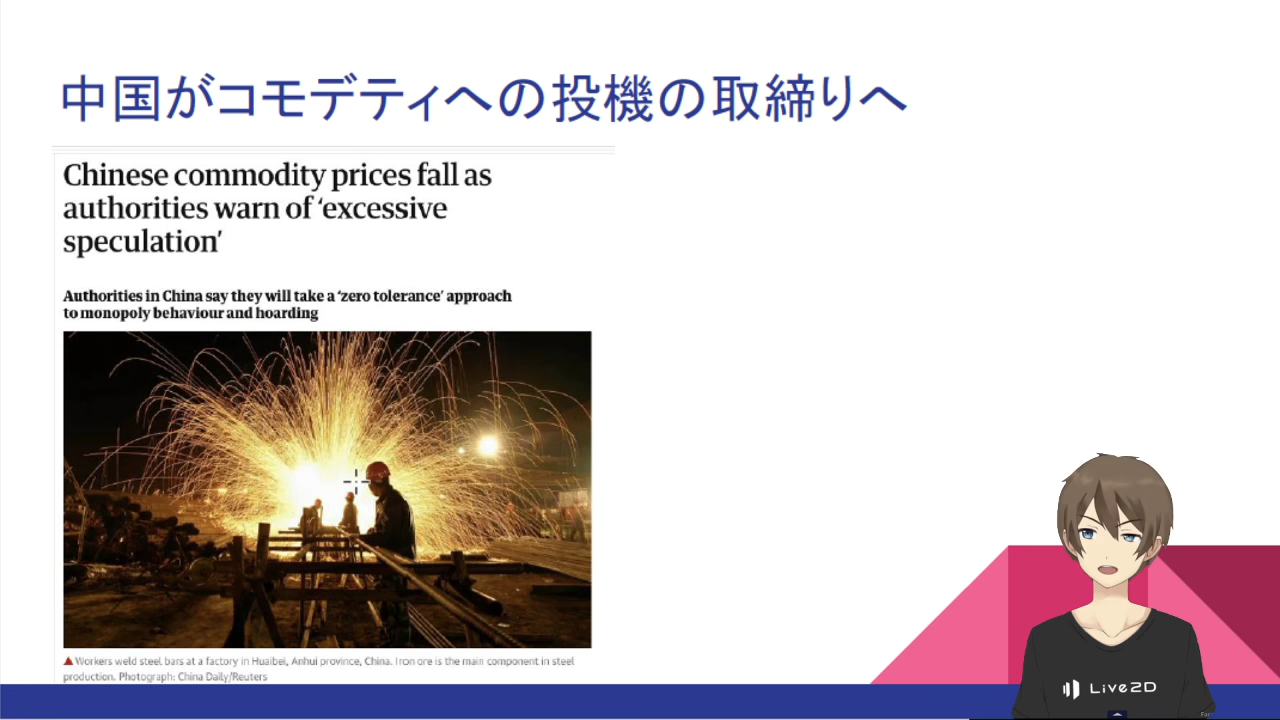 中国がコモデティへの投機の取締りへ
Chinese commodity prices fall as
authorities warn of ‘excessive
speculation’
Authorities in China say they will take a ‘zero tolerance’ approach
to monopoly behaviour and hoarding
Workers weld steel bars at a factory in Huaibei, Anhui province, China. Iron ore is the main component in steel
production. Photograph: China Daily/Reuters
Live2D